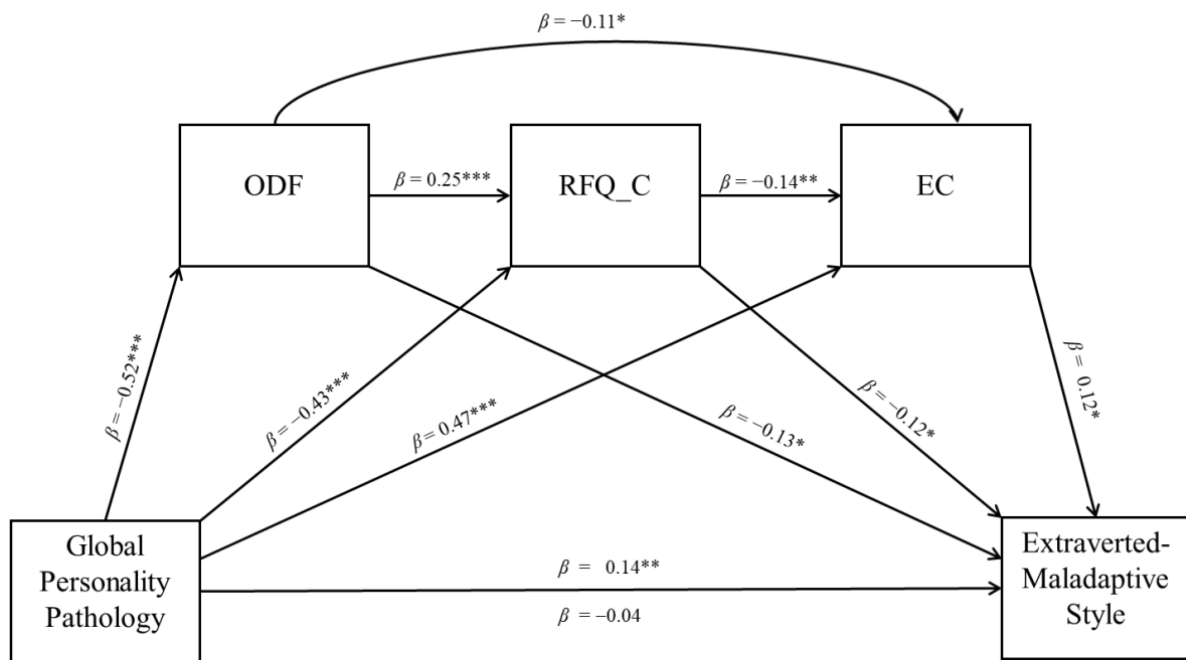 β = −0.11*
ODF
β = 0.25***
RFQ_C
β = −0.14**
EC
β = −0.52***
β = −0.43***
β = 0.47***
β = −0.13*
β = −0.12*
β = 0.12*
Global
Personality
Pathology
β = 0.14**
β = −0.04
Extraverted-
Maladaptive
Style